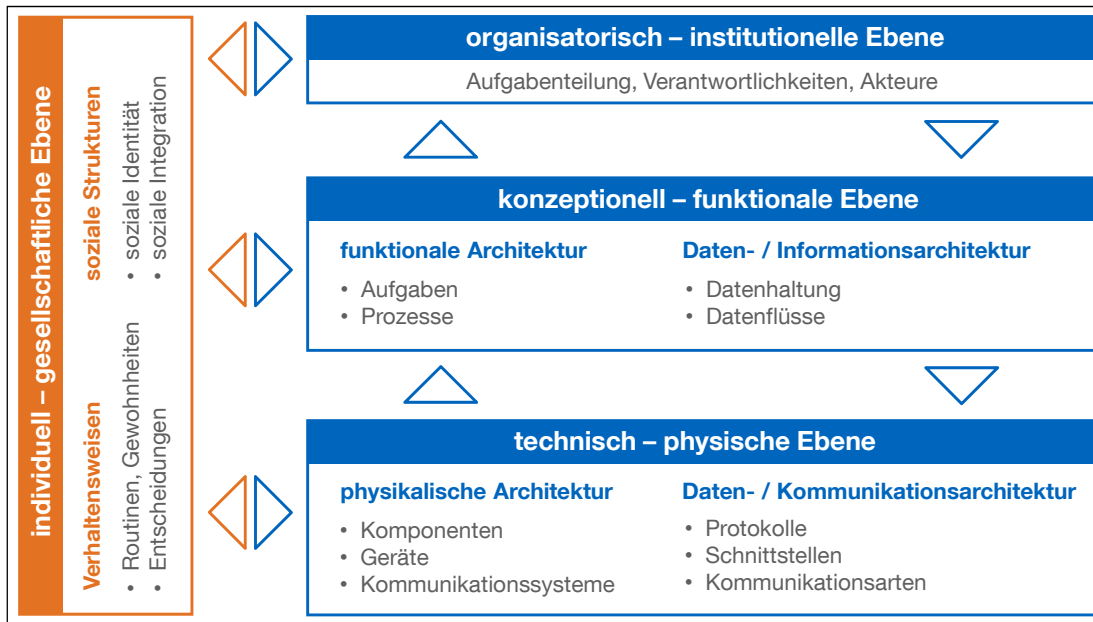 individuell – gesellschaftliche Ebene
soziale Strukturen
• soziale Identität
• soziale Integration
Verhaltensweisen
• Routinen, Gewohnheiten
• Entscheidungen
organisatorisch – institutionelle Ebene
Aufgabenteilung, Verantwortlichkeiten, Akteure
konzeptionell – funktionale Ebene
funktionale Architektur
• Aufgaben
• Prozesse
Daten- / Informationsarchitektur
• Datenhaltung
• Datenflüsse
technisch – physische Ebene
physikalische Architektur
• Komponenten
• Geräte
• Kommunikationssysteme
Daten- / Kommunikationsarchitektur
• Protokolle
• Schnittstellen
• Kommunikationsarten